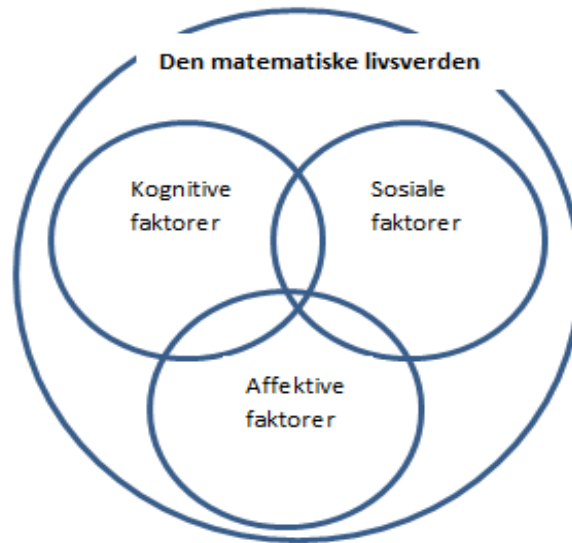 Den matematiske livsverden
Kognitive
faktorer
Sosiale
faktorer
Affektive
faktorer